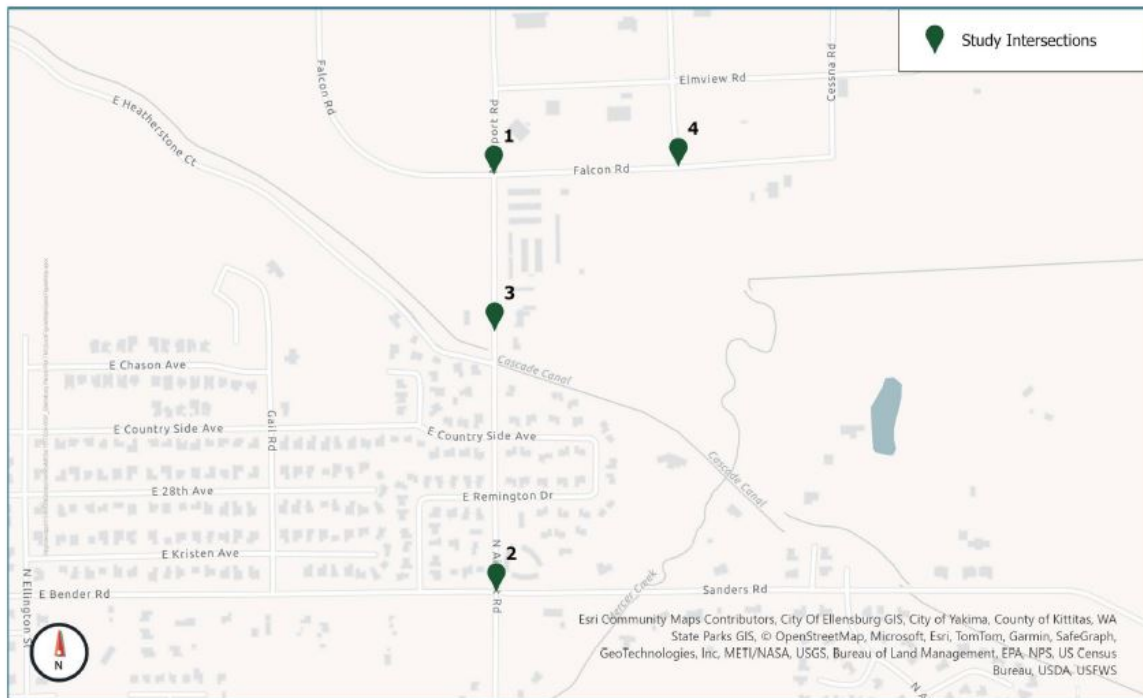 Study Intersections
Cessna Rd
Elmview Rd
Falcon Rd
port Rd
E Heatherstone Ct
1
4
Falcon Rd
3
Cascade Canal
E Chason Ave
Gail Rd
E Country Side Ave
E Country Side Ave
Cascade Canal
E 28th Ave
E Remington Dr
E Kristen Ave
N A
2
Rd
N Ellington St
E Bender Rd
Sanders Rd
Creek
Esri Community Maps Contributors, City Of Ellensburg GIS, City of Yakima, County of Kittitas, WA
State Parks GIS, © OpenStreetMap, Microsoft, Esri, TomTom, Garmin, SafeGraph,
GeoTechnologies, Inc, METI/NASA, USGS, Bureau of Land Management, EPA, NPS, US Census
Bureau, USDA, USFWS
N A
N